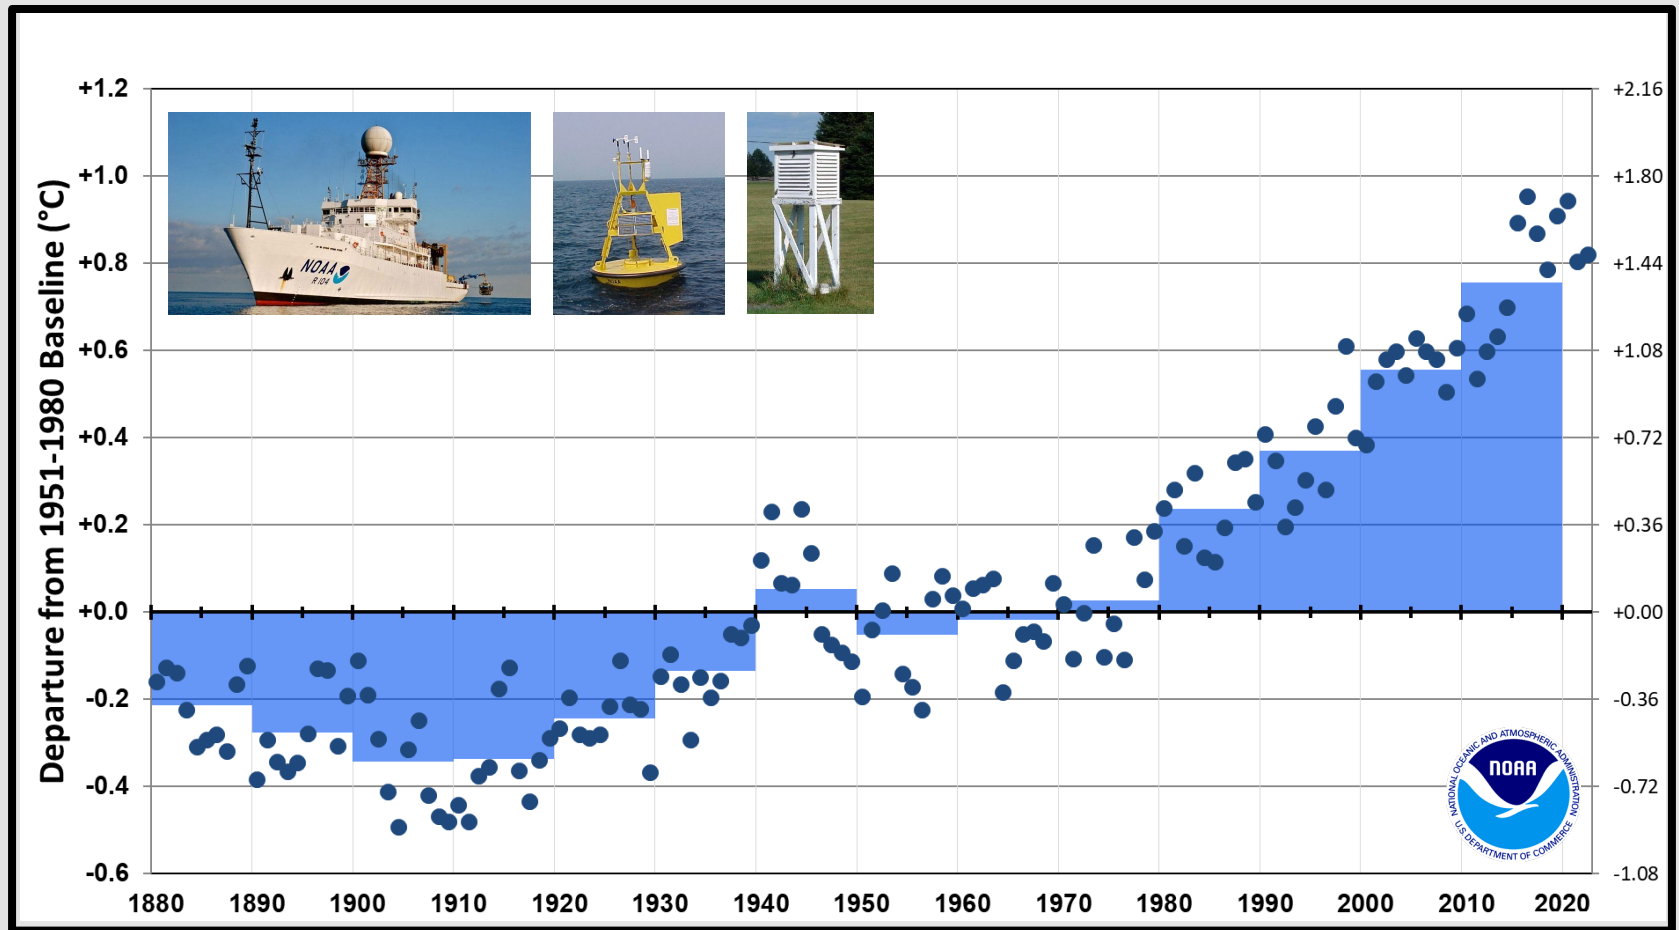 Departure from 1951-1980 Baseline (°C)
+1.2
+1.0
+0.8
+0.6
+0.4
+0.2
+0.0
-0.2
-0.4
-0.6
+2.16
+1.80
+1.44
+1.08
+0.72
+0.36
+0.00
-0.36
-0.72
-1.08
1880 1890 1900 1910 1920 1930 1940 1950 1960 1970 1980 1990 2000 2010 2020
NOAA
R 104
NATIONAL OCEANIC AND ATMOSPHERIC ADMINISTRATION
NOAA
U.S. DEPARTMENT OF COMMERCE